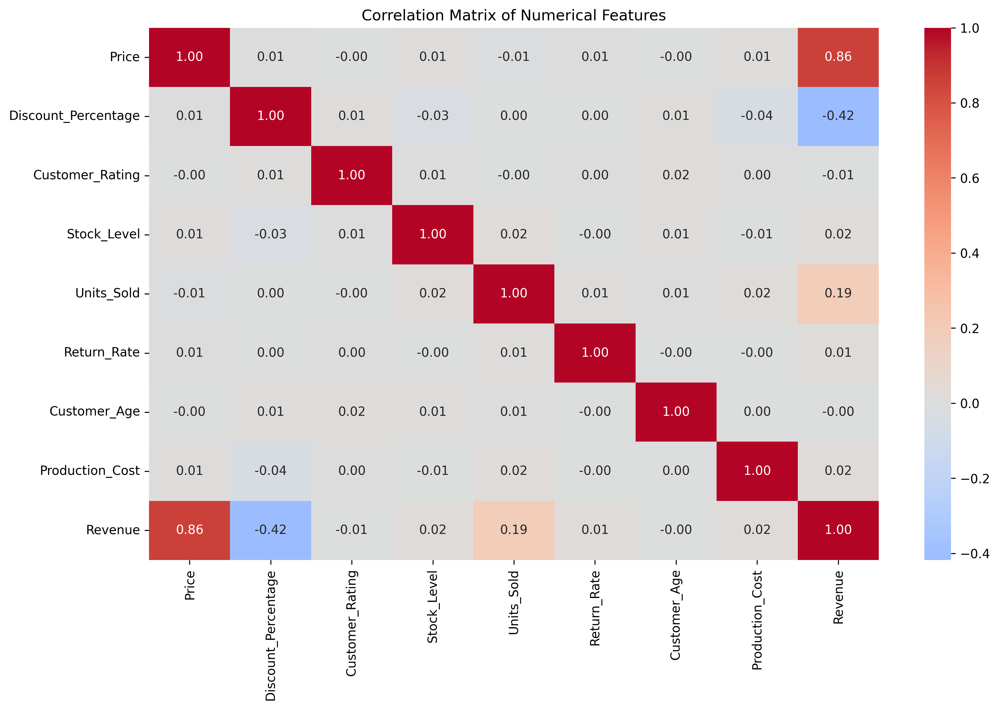 Correlation Matrix of Numerical Features
Price 1.00 0.01 -0.00 0.01 -0.01 0.01 -0.00 0.01 0.86
Discount_Percentage 0.01 1.00 0.01 -0.03 0.00 0.00 0.01 -0.04 -0.42
Customer_Rating -0.00 0.01 1.00 0.01 -0.00 0.00 0.02 0.00 -0.01
Stock_Level 0.01 -0.03 0.01 1.00 0.02 -0.00 0.01 -0.01 0.02
Units_Sold -0.01 0.00 -0.00 0.02 1.00 0.01 0.01 0.02 0.19
Return_Rate 0.01 0.00 0.00 -0.00 0.01 1.00 -0.00 -0.00 0.01
Customer_Age -0.00 0.01 0.02 0.01 0.01 -0.00 1.00 0.00 -0.00
Production_Cost 0.01 -0.04 0.00 -0.01 0.02 -0.00 0.00 1.00 0.02
Revenue 0.86 -0.42 -0.01 0.02 0.19 0.01 -0.00 0.02 1.00
Price
Discount_Percentage
Customer_Rating
Stock_Level
Units_Sold
Return_Rate
Customer_Age
Production_Cost
Revenue
1.0
0.8
0.6
0.4
0.2
0.0
−0.2
−0.4